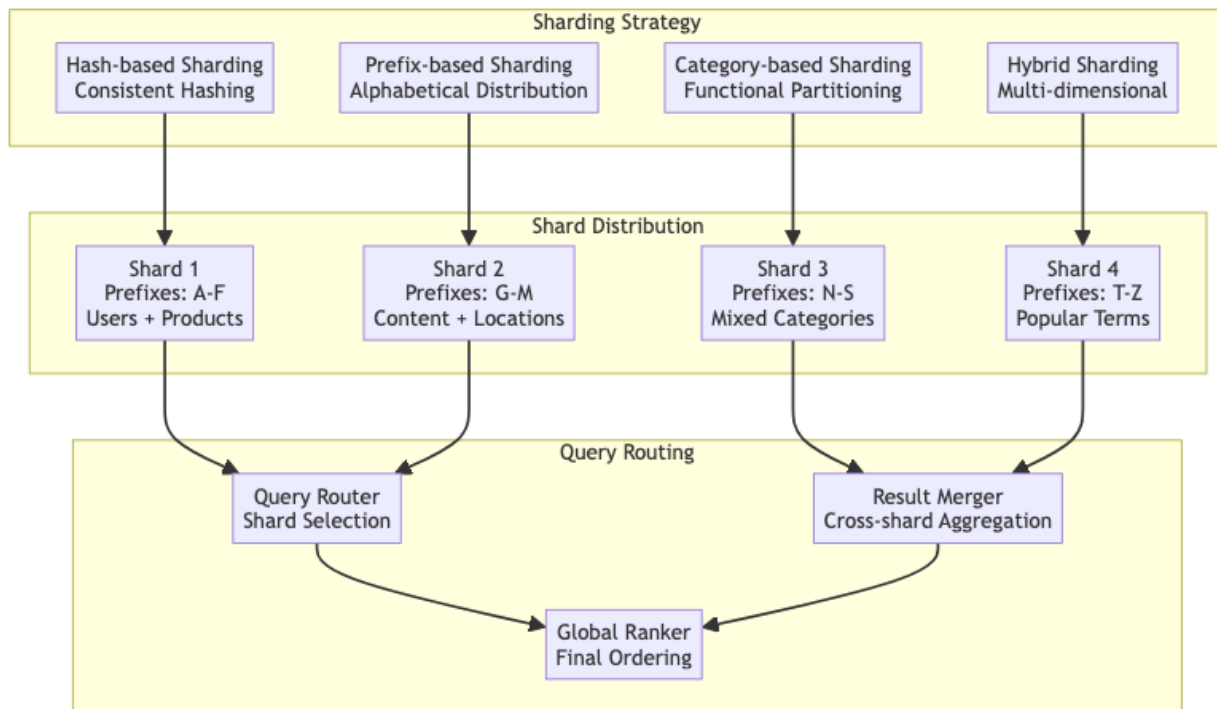 Sharding Strategy
Hash-based Sharding
Consistent Hashing
Prefix-based Sharding
Alphabetical Distribution
Category-based Sharding
Functional Partitioning
Hybrid Sharding
Multi-dimensional
Shard Distribution
Shard 1
Prefixes: A-F
Users + Products
Shard 2
Prefixes: G-M
Content + Locations
Shard 3
Prefixes: N-S
Mixed Categories
Shard 4
Prefixes: T-Z
Popular Terms
Query Routing
Query Router
Shard Selection
Result Merger
Cross-shard Aggregation
Global Ranker
Final Ordering